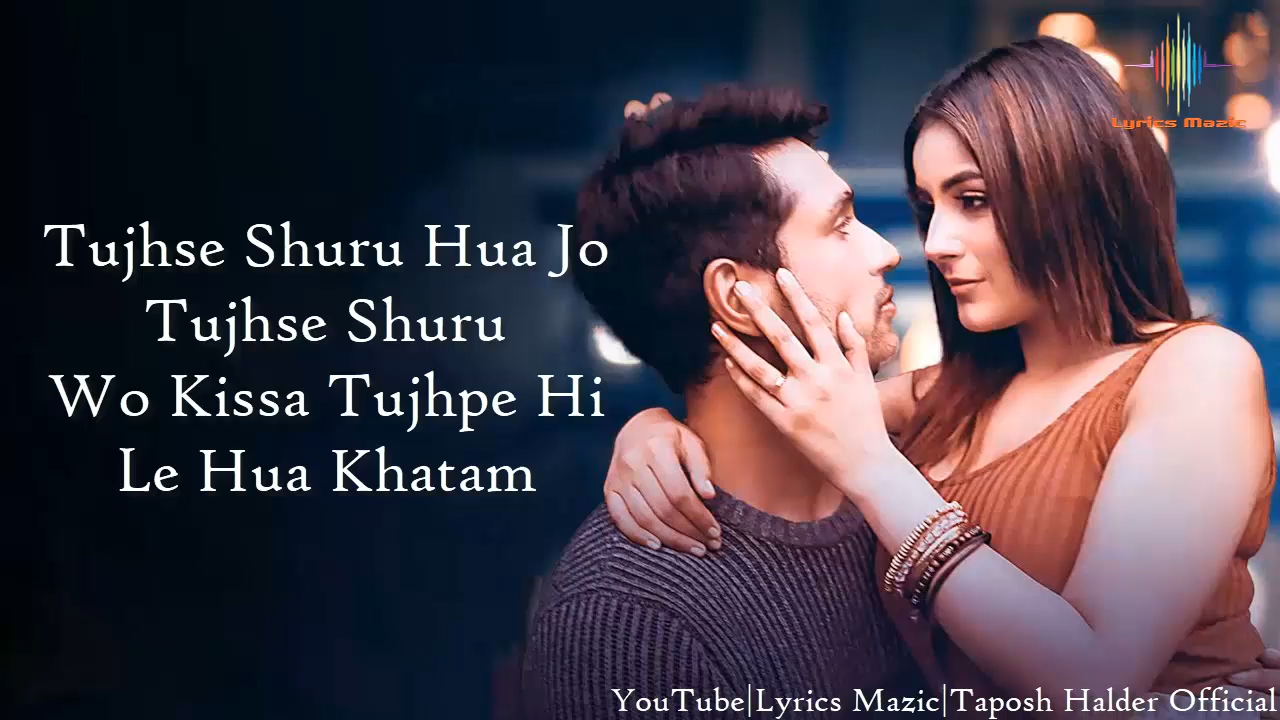 Lyrics Mazic
Tujhse Shuru Hua Jo
Tujhse Shuru
Wo Kissa Tujhpe Hi
Le Hua Khatam
YouTube|Lyrics Mazic|Taposh Halder Official